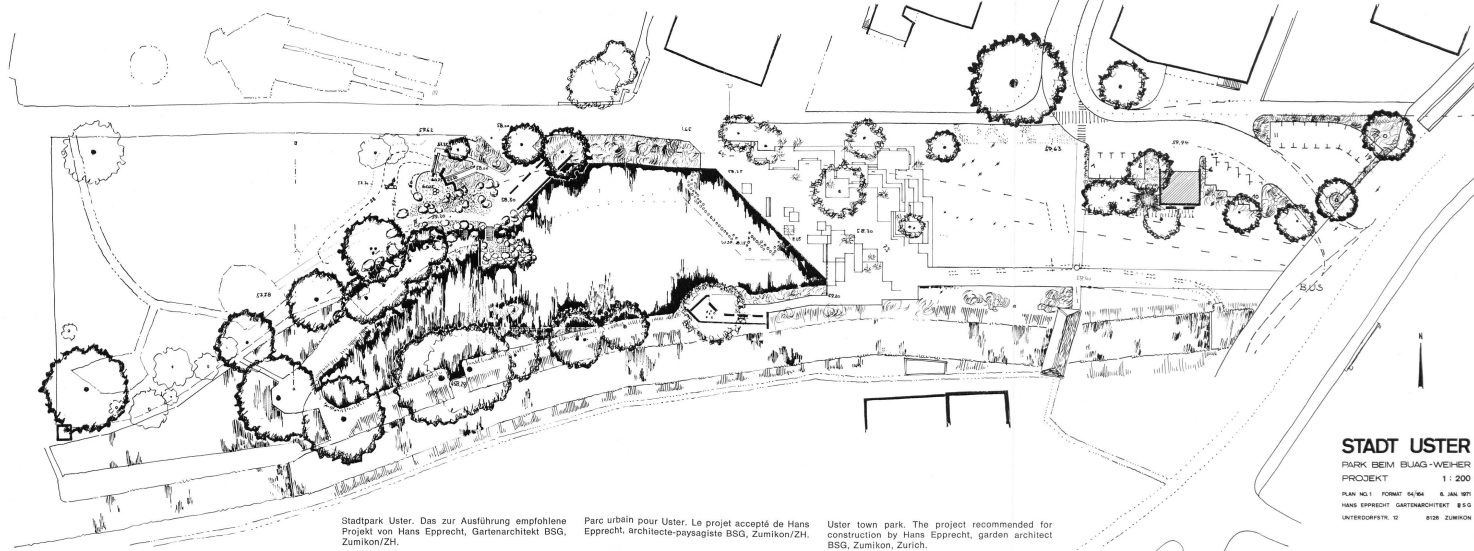 BUS
N
STADT USTER
PARK BEIM BUAG-WEIHER
PROJEKT 1:200
PLAN NO.1 FORMAT 64/164 6. JAN. 1971
HANS EPPRECHT GARTENARCHITEKT BSG
UNTERDORFSTR. 12 8126 ZUMIKON
Stadtpark Uster. Das zur Ausführung empfohlene
Projekt von Hans Epprecht, Gartenarchitekt BSG,
Zumikon/ZH.
Parc urbain pour Uster. Le projet accepté de Hans
Epprecht, architecte-paysagiste BSG, Zumikon/ZH.
Uster town park. The project recommended for
construction by Hans Epprecht, garden architect
BSG, Zumikon, Zurich.